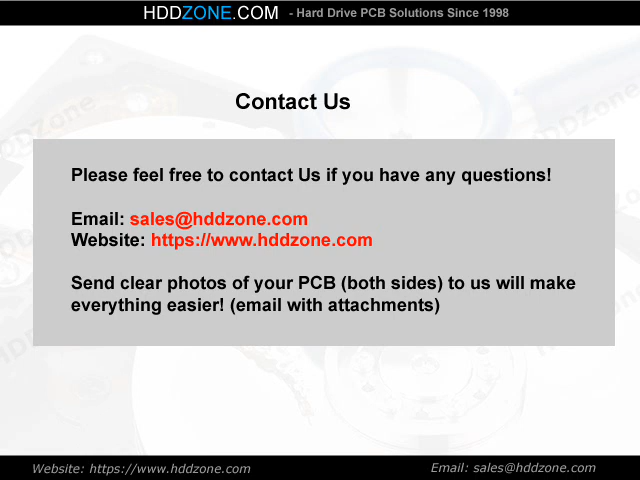 HDDZONE.COM - Hard Drive PCB Solutions Since 1998
HDDZone
HDDZone
Contact Us
Please feel free to contact Us if you have any questions!
Email: sales@hddzone.com
Website: https://www.hddzone.com
Send clear photos of your PCB (both sides) to us will make
everything easier! (email with attachments)
Website: https://www.hddzone.com
Email: sales@hddzone.com